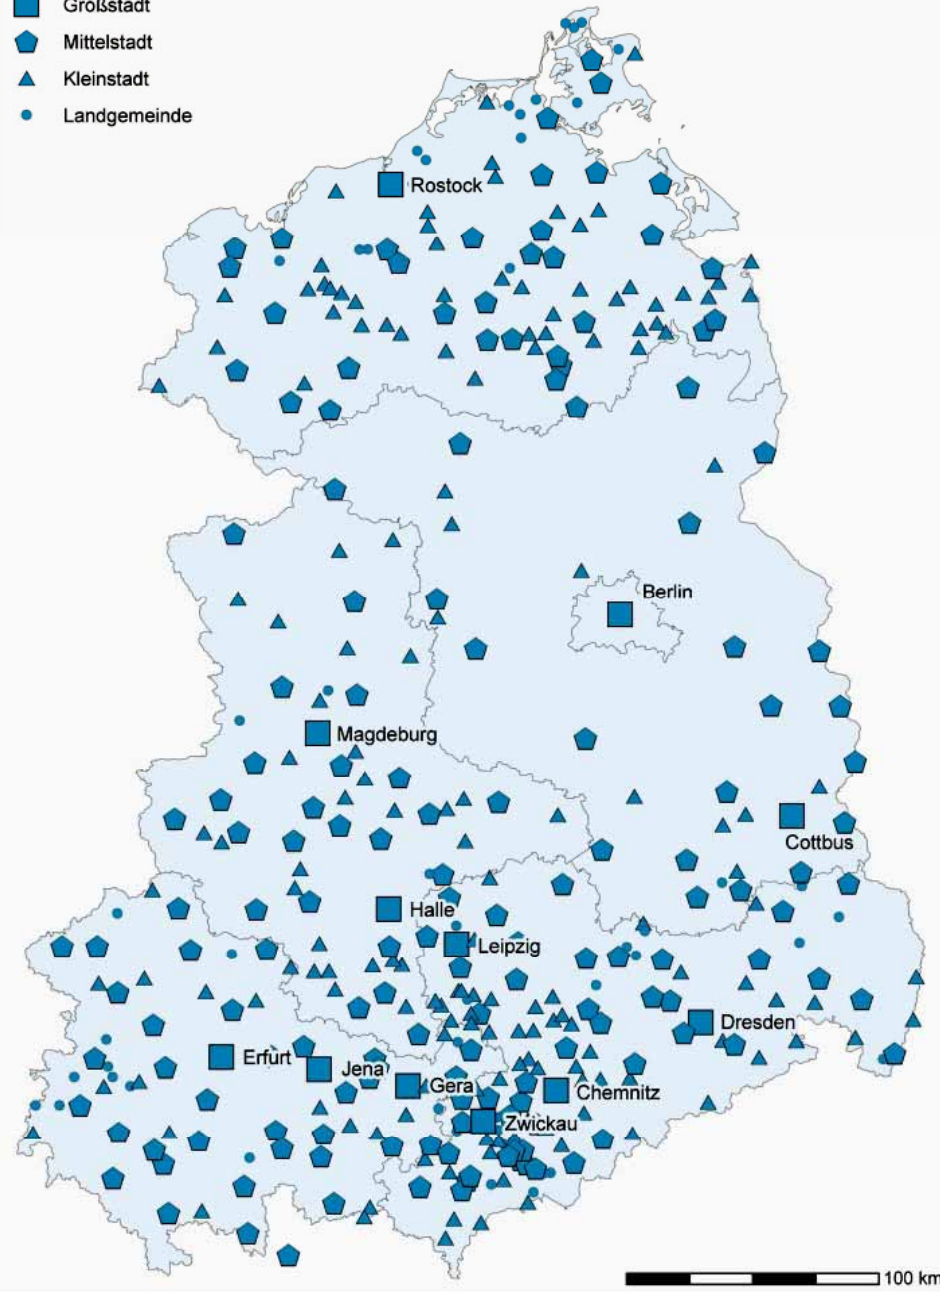 Großstadt
Mittelstadt
Kleinstadt
Landgemeinde
Rostock
Berlin
Magdeburg
Cottbus
Halle
Leipzig
Dresden
Erfurt
Jena
Gera
Chemnitz
Zwickau
100 km